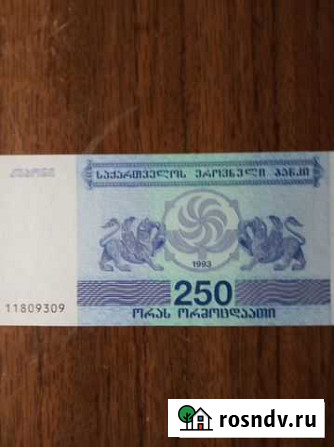 საქართველოს ეროვნული ბანკი
1993
250
11809309
ორას ორმოცდაათი
rosndv.ru